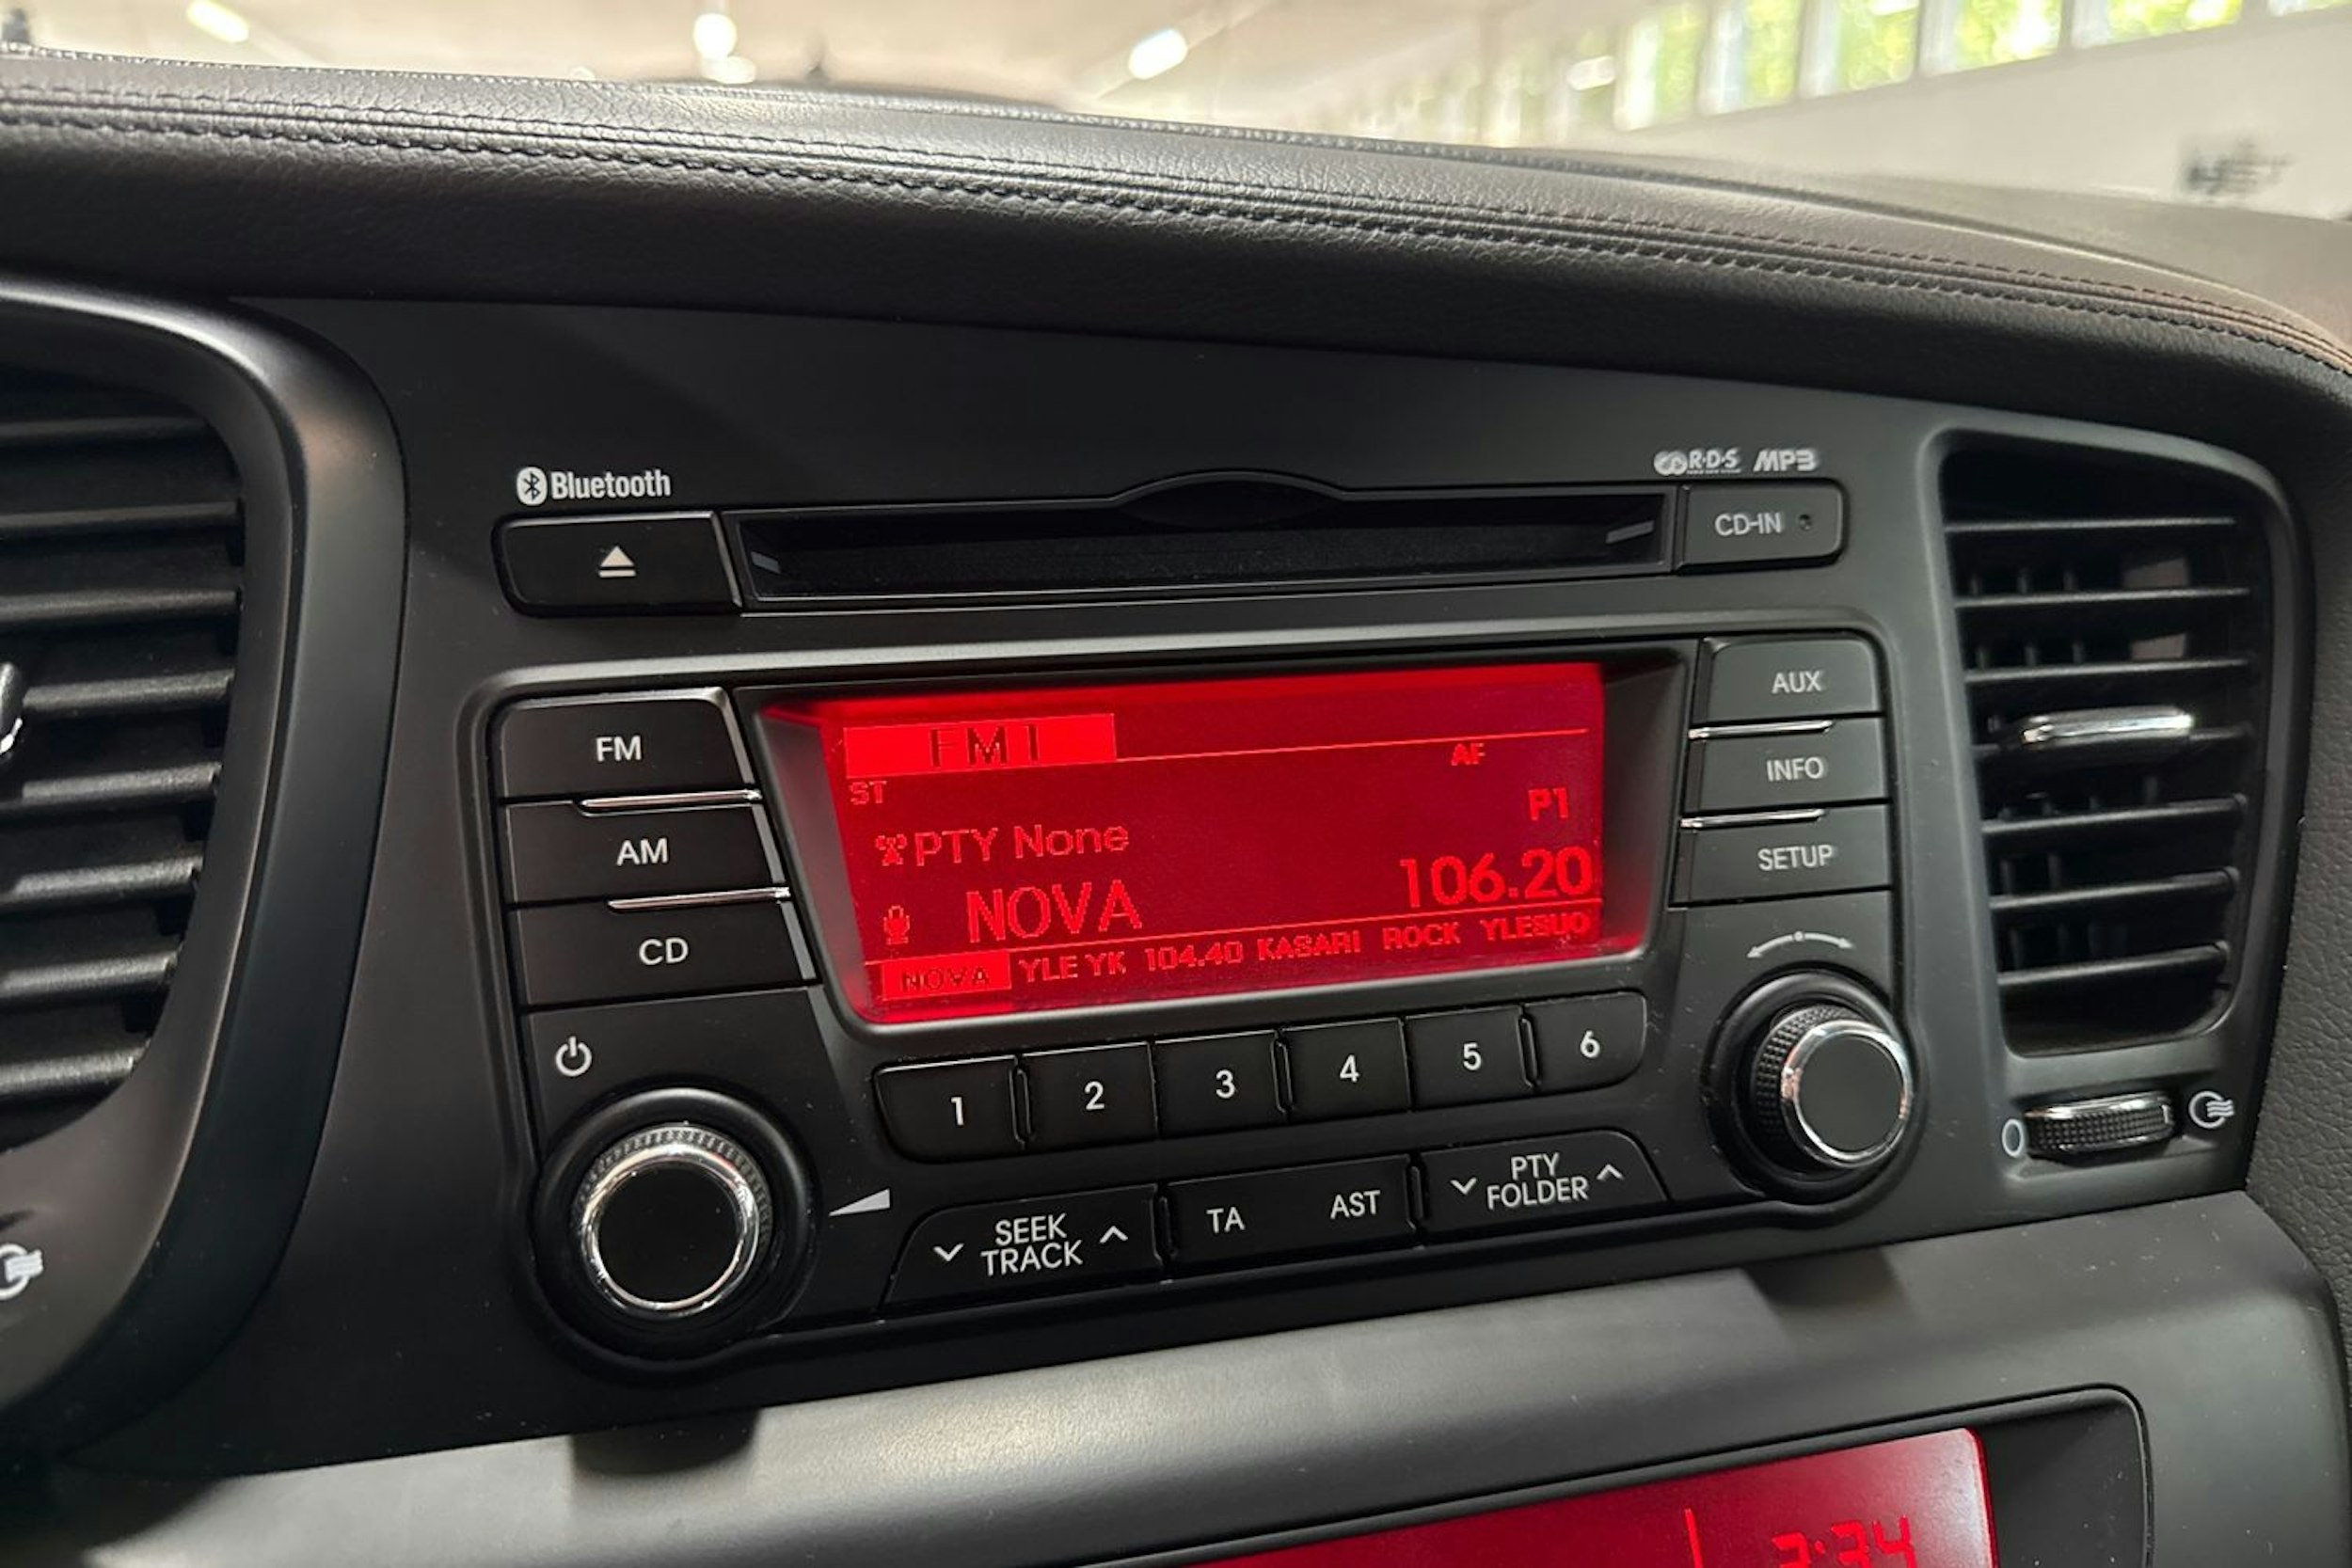 Bluetooth
R·D·S MP3
CD-IN
FM
AM
CD
FM1
AF
ST
P1
PTY None
NOVA 106.20
NOVA YLE YK 104.40 KASARI ROCK YLESUO
AUX
INFO
SETUP
1 2 3 4 5 6
SEEK
TRACK
TA AST
PTY
FOLDER
0